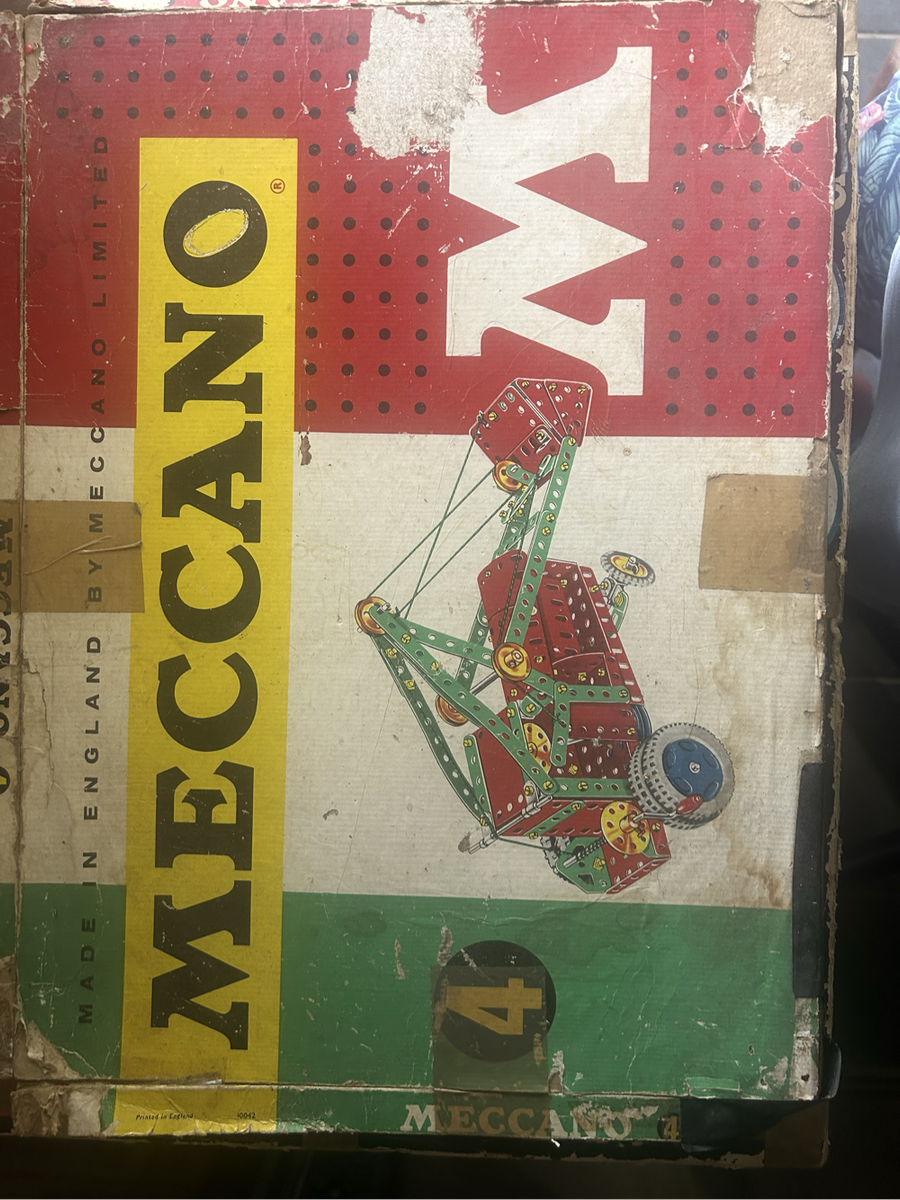 MADE IN ENGLAND BY MECCANO LIMITED
MECCANO®
M
4
Printed in England
10042
MECCANO 4